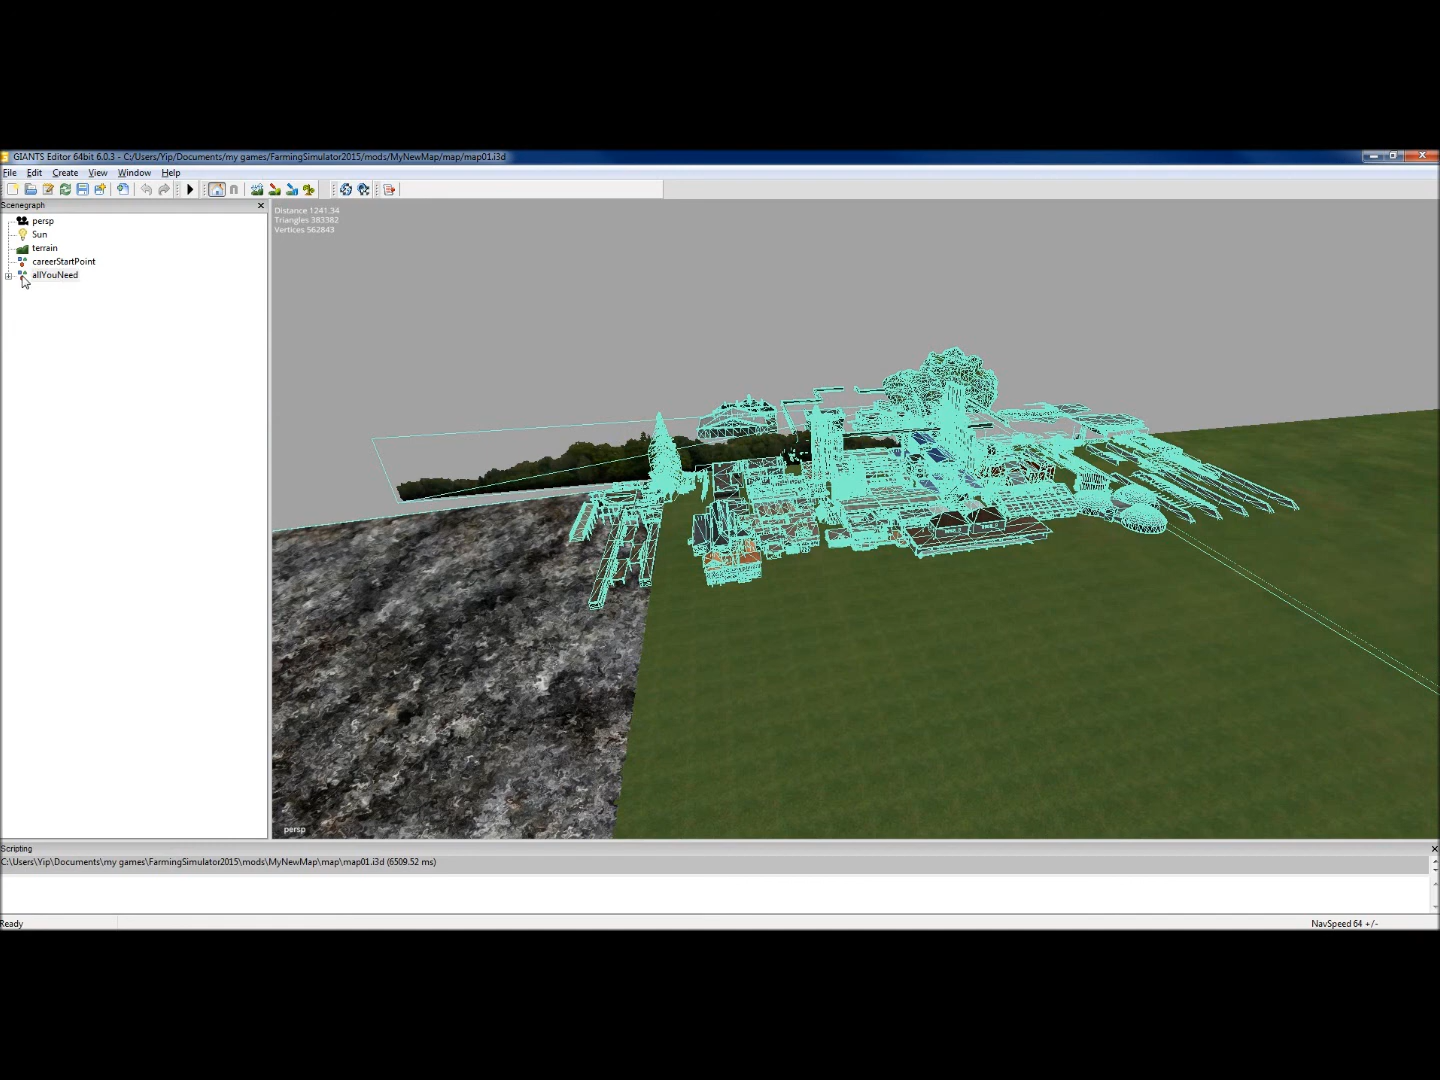 GIANTS Editor 64bit 6.0.3 - C:/Users/Yip/Documents/my games/FarmingSimulator2015/mods/MyNewMap/map/map01.i3d
File Edit Create View Window Help
Scenegraph
persp
Sun
terrain
careerStartPoint
allYouNeed
Distance 1241.34
Triangles 383382
Vertices 562843
persp
Scripting
C:\Users\Yip\Documents\my games\FarmingSimulator2015\mods\MyNewMap\map\map01.i3d (6509.52 ms)
Ready
NavSpeed 64 +/-